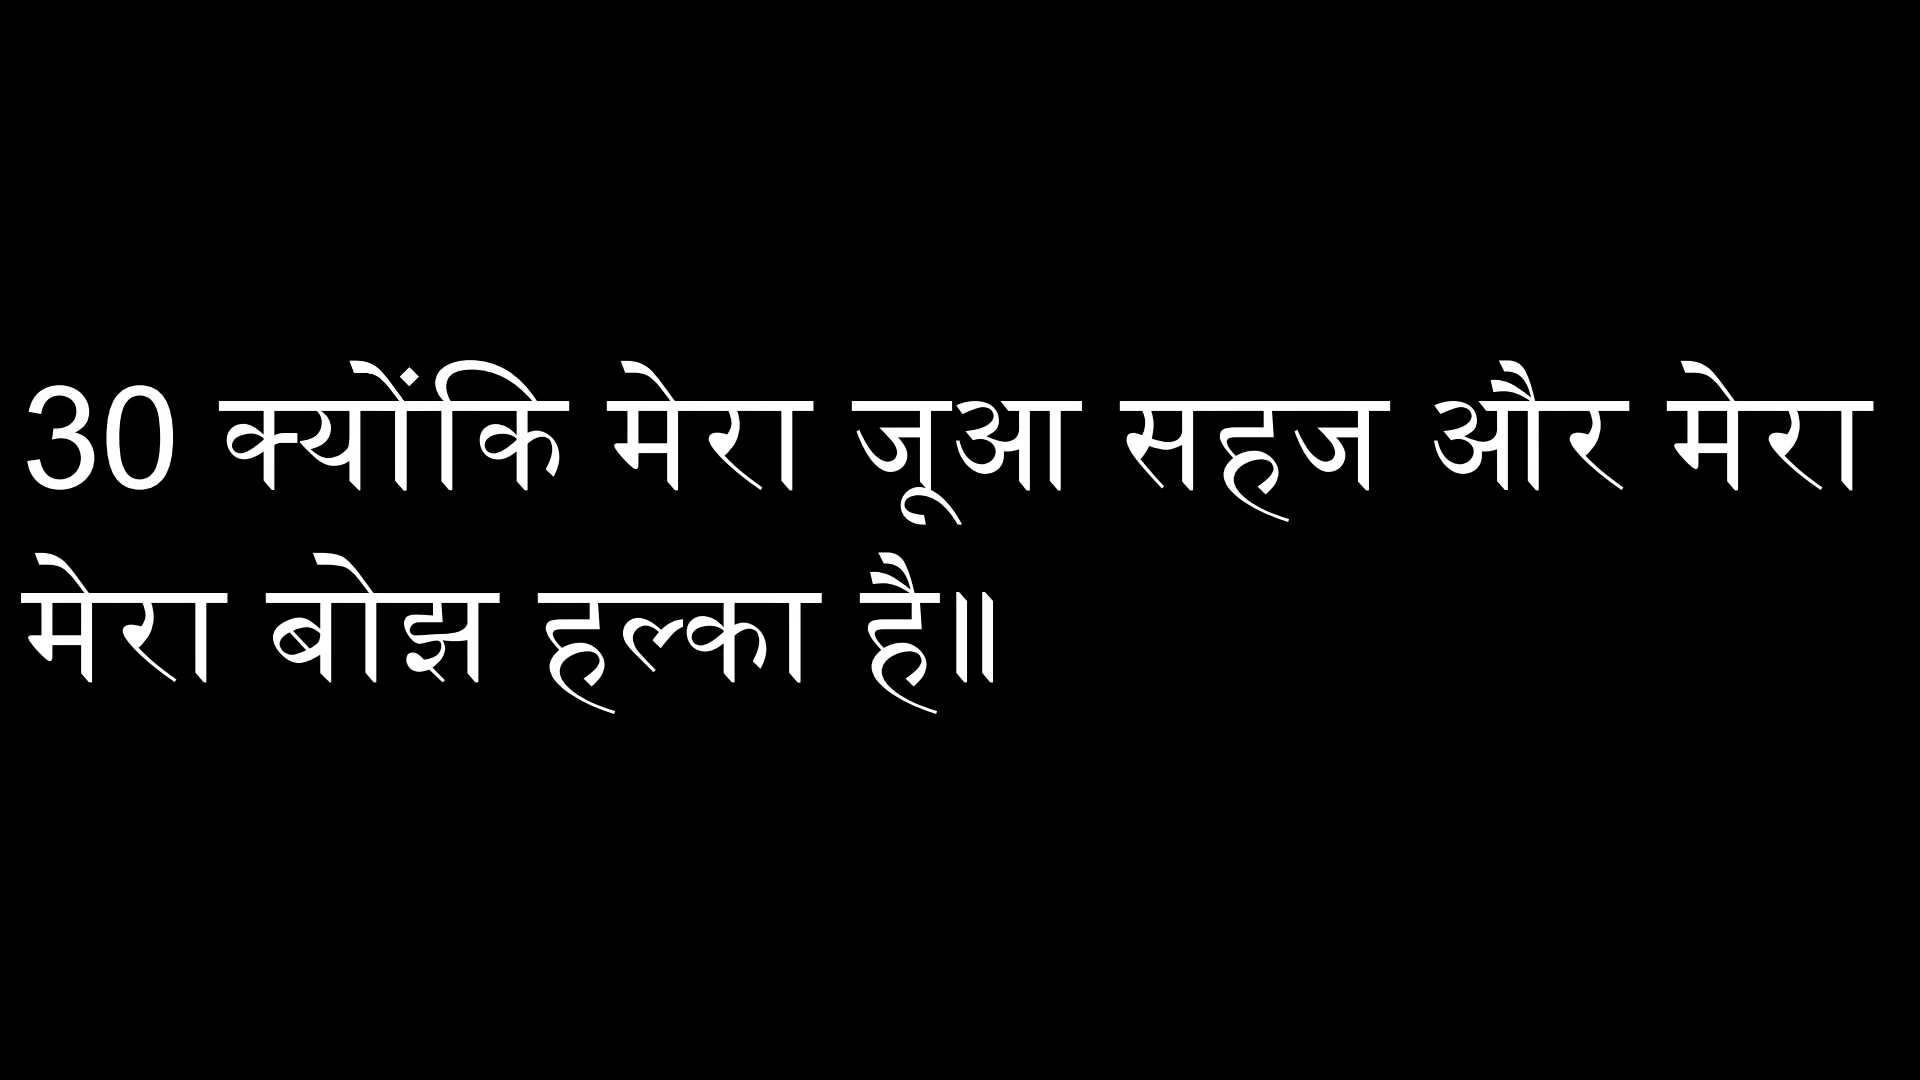 30 क्योंकि मेरा जूआ सहज और मेरा
मेरा बोझ हल्का है॥